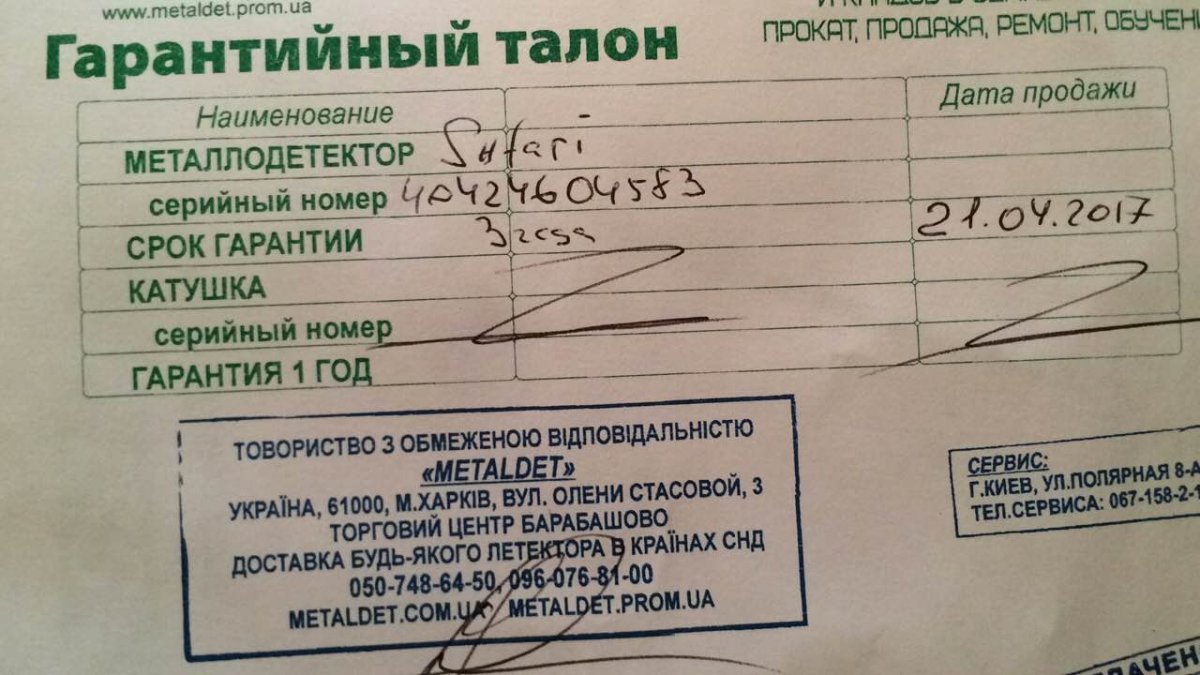 www.metaldet.prom.ua
ПРОКАТ, ПРОДАЖА, РЕМОНТ, ОБУЧЕНИ
Гарантийный талон
Наименование Дата продажи
МЕТАЛЛОДЕТЕКТОР Safari
серийный номер 40424604583
СРОК ГАРАНТИИ 3 года 21.04.2017
КАТУШКА
серийный номер
ГАРАНТИЯ 1 ГОД
ТОВОРИСТВО З ОБМЕЖЕНОЮ ВІДПОВІДАЛЬНІСТЮ
«METALDET»
УКРАЇНА, 61000, М.ХАРКІВ, ВУЛ. ОЛЕНИ СТАСОВОЙ, 3
ТОРГОВИЙ ЦЕНТР БАРАБАШОВО
ДОСТАВКА БУДЬ-ЯКОГО ЛЕТЕКТОРА В КРАЇНАХ СНД
050-748-64-50, 096-076-81-00
METALDET.COM.UA METALDET.PROM.UA
СЕРВИС:
Г.КИЕВ, УЛ.ПОЛЯРНАЯ 8-А
ТЕЛ.СЕРВИСА: 067-158-2-1